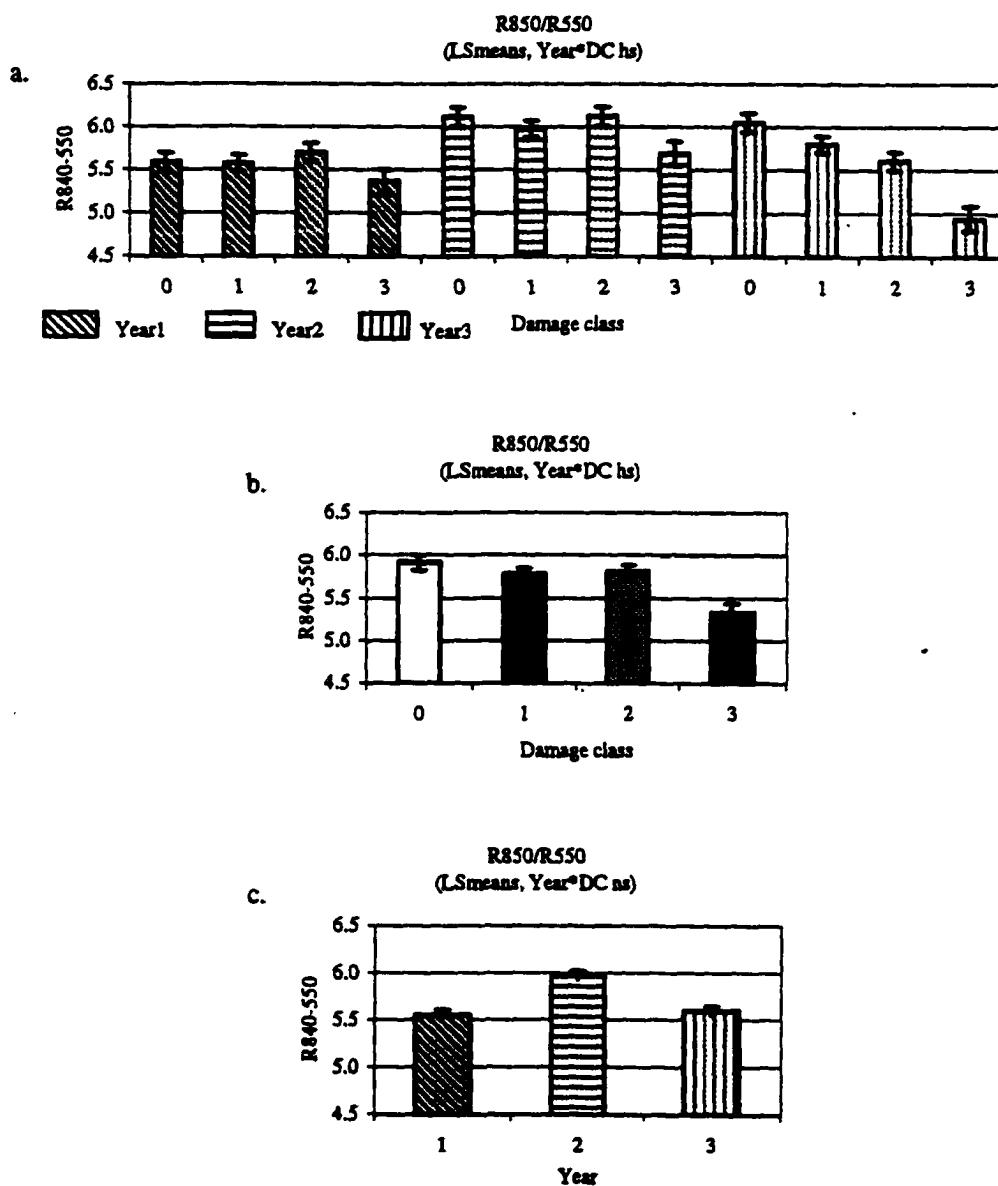 R850/R550
(LSmeans, Year*DC hs)
a.
R840-550
6.5
6.0
5.5
5.0
4.5
0 1 2 3 0 1 2 3 0 1 2 3
Year1 Year2 Year3 Damage class
R850/R550
(LSmeans, Year*DC hs)
b.
R840-550
6.5
6.0
5.5
5.0
4.5
0 1 2 3
Damage class
R850/R550
(LSmeans, Year*DC ns)
c.
R840-550
6.5
6.0
5.5
5.0
4.5
1 2 3
Year